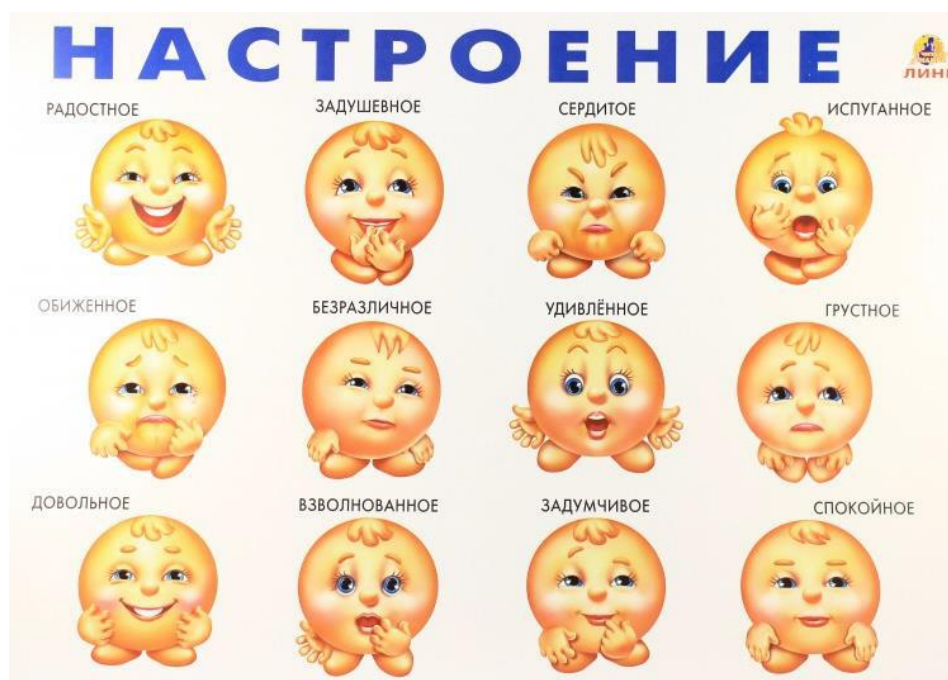 НАСТРОЕНИЕ
РАДОСТНОЕ ЗАДУШЕВНОЕ СЕРДИТОЕ ИСПУГАННОЕ
ОБИЖЕННОЕ БЕЗРАЗЛИЧНОЕ УДИВЛЁННОЕ ГРУСТНОЕ
ДОВОЛЬНОЕ ВЗВОЛНОВАННОЕ ЗАДУМЧИВОЕ СПОКОЙНОЕ